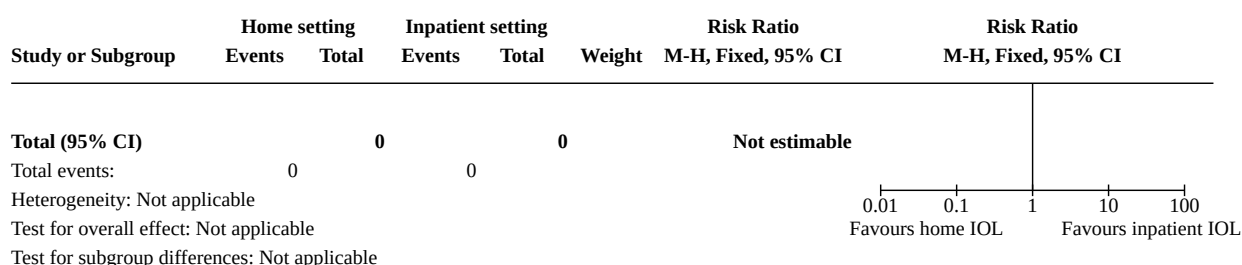 Home setting Inpatient setting Risk Ratio Risk Ratio
Study or Subgroup Events Total Events Total Weight M-H, Fixed, 95% CI M-H, Fixed, 95% CI
Total (95% CI) 0 0 Not estimable
Total events: 0 0
Heterogeneity: Not applicable
0.01 0.1 1 10 100
Test for overall effect: Not applicable Favours home IOL Favours inpatient IOL
Test for subgroup differences: Not applicable